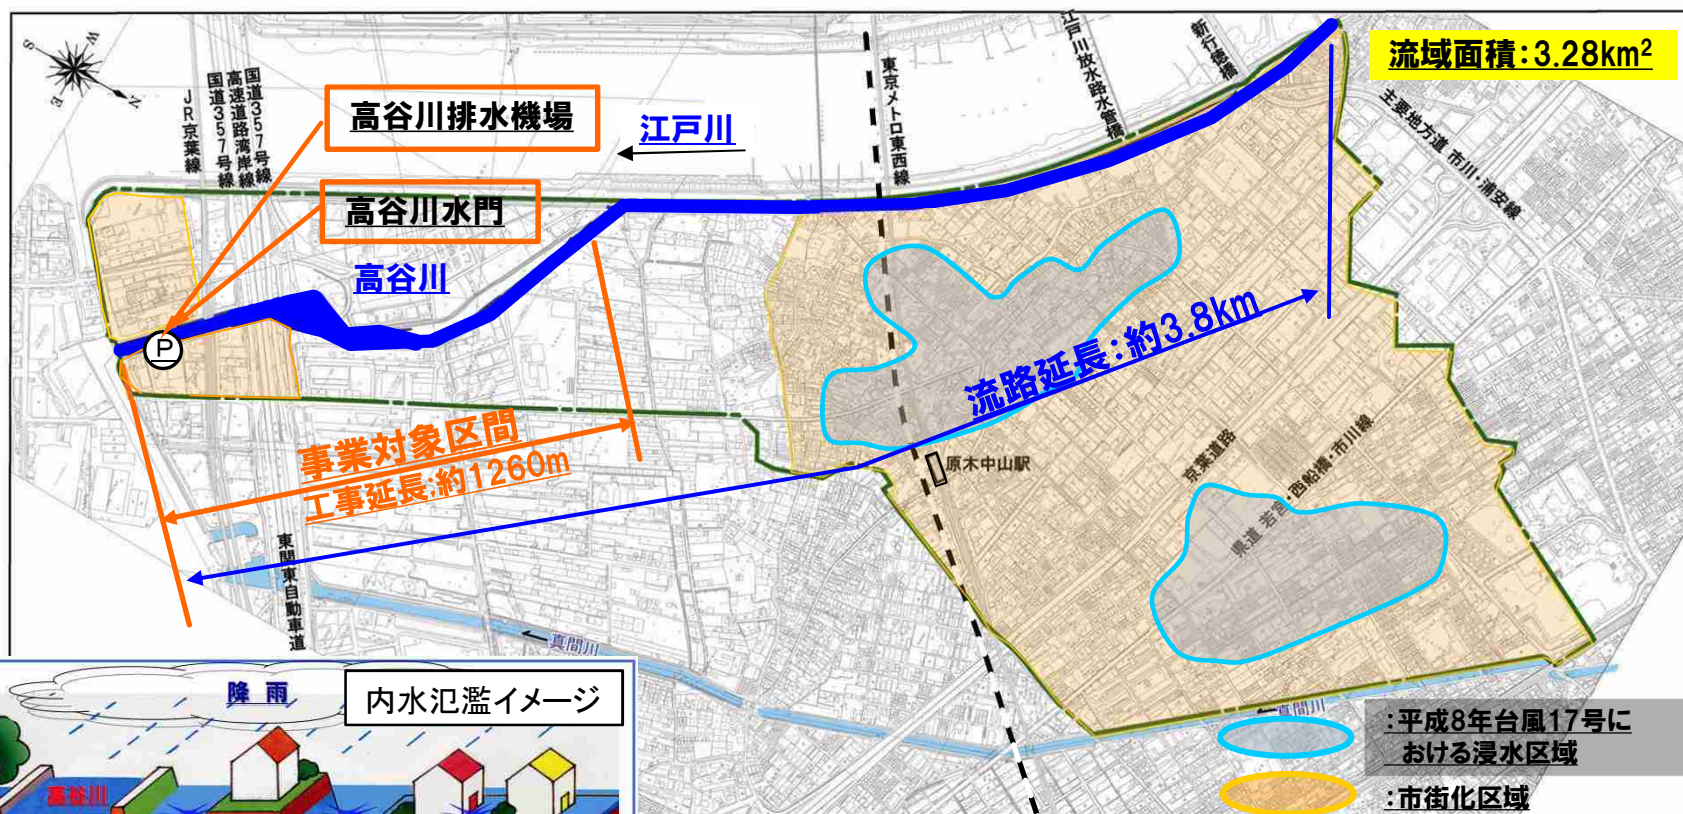 S
W
E
N
JR京葉線
国道357号線
高速道路湾岸線
国道357号線
高谷川排水機場
高谷川水門
江戸川
高谷川
東京メトロ東西線
江戸川放水路水管橋
新行徳橋
流域面積:3.28km²
主要地方道 市川・浦安線
P
流路延長:約3.8km
事業対象区間
工事延長:約1260m
原木中山駅
京葉道路
県道 若宮・西船橋・市川線
東関東自動車道
真間川
真間川
降雨
内水氾濫イメージ
高谷川
:平成8年台風17号に
おける浸水区域
:市街化区域